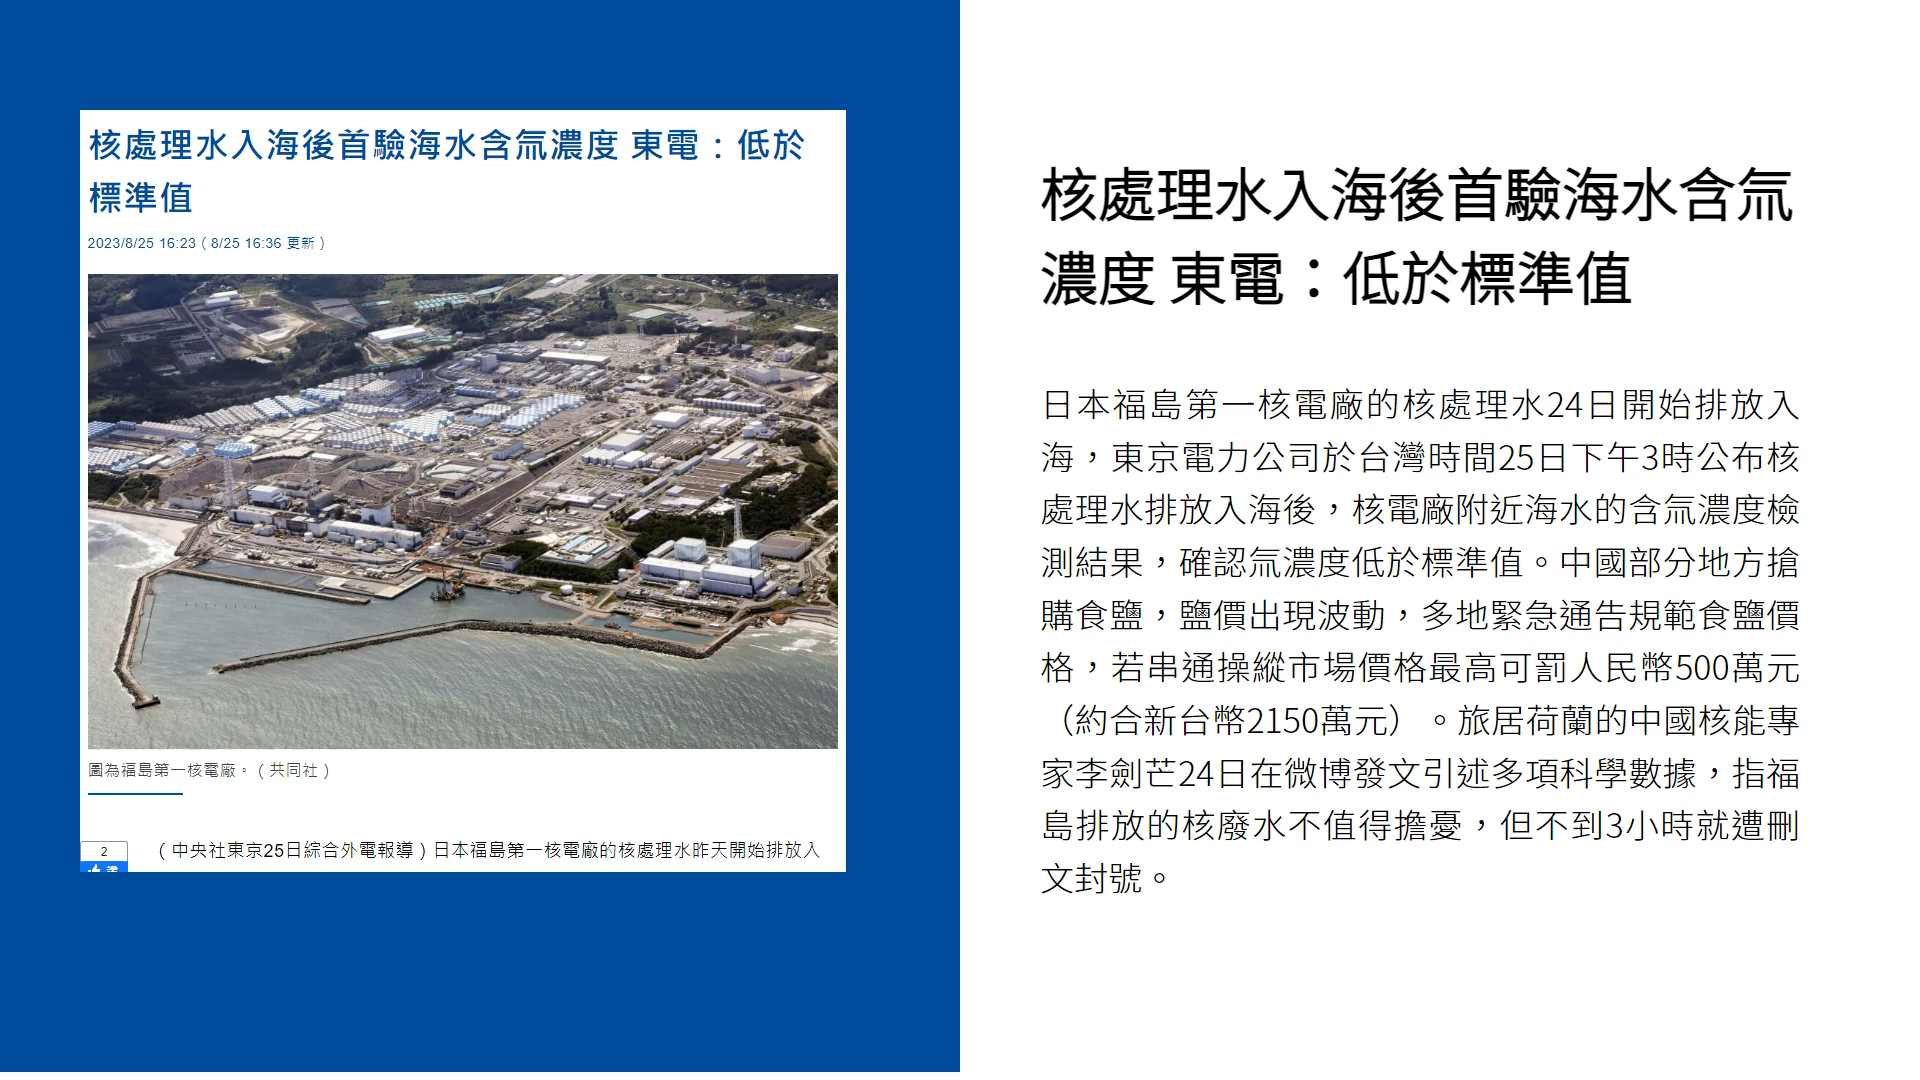 核處理水入海後首驗海水含氚濃度 東電：低於
標準值
2023/8/25 16:23（8/25 16:36 更新）
圖為福島第一核電廠。（共同社）
2
讚
（中央社東京25日綜合外電報導）日本福島第一核電廠的核處理水昨天開始排放入
核處理水入海後首驗海水含氚
濃度 東電：低於標準值
日本福島第一核電廠的核處理水24日開始排放入
海，東京電力公司於台灣時間25日下午3時公布核
處理水排放入海後，核電廠附近海水的含氚濃度檢
測結果，確認氚濃度低於標準值。中國部分地方搶
購食鹽，鹽價出現波動，多地緊急通告規範食鹽價
格，若串通操縱市場價格最高可罰人民幣500萬元
（約合新台幣2150萬元）。旅居荷蘭的中國核能專
家李劍芒24日在微博發文引述多項科學數據，指福
島排放的核廢水不值得擔憂，但不到3小時就遭刪
文封號。